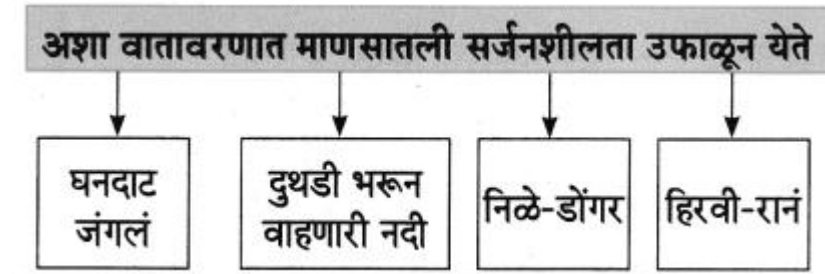 अशा वातावरणात माणसातली सर्जनशीलता उफाळून येते
घनदाट
जंगलं
दुथडी भरून
वाहणारी नदी
निळे-डोंगर
हिरवी-रानं